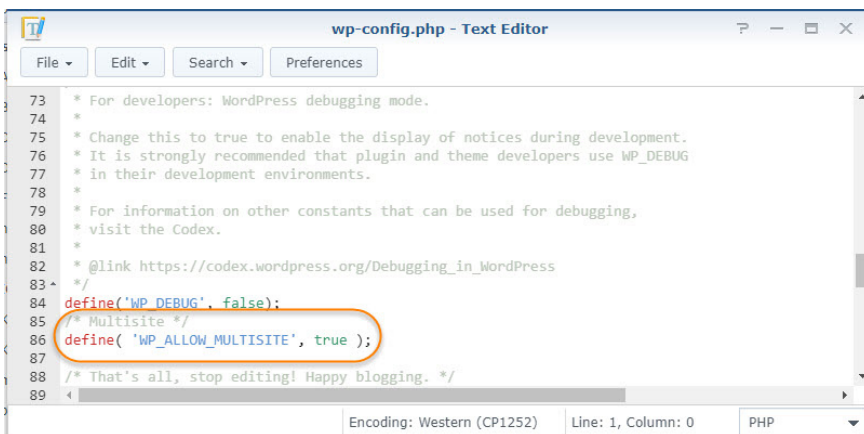 wp-config.php - Text Editor
File Edit Search Preferences
73 * For developers: WordPress debugging mode.
74 *
75 * Change this to true to enable the display of notices during development.
76 * It is strongly recommended that plugin and theme developers use WP_DEBUG
77 * in their development environments.
78 *
79 * For information on other constants that can be used for debugging,
80 * visit the Codex.
81 *
82 * @link https://codex.wordpress.org/Debugging_in_WordPress
83 */
84 define('WP_DEBUG', false);
85 /* Multisite */
86 define( 'WP_ALLOW_MULTISITE', true );
87
88 /* That's all, stop editing! Happy blogging. */
89
Encoding: Western (CP1252) Line: 1, Column: 0 PHP